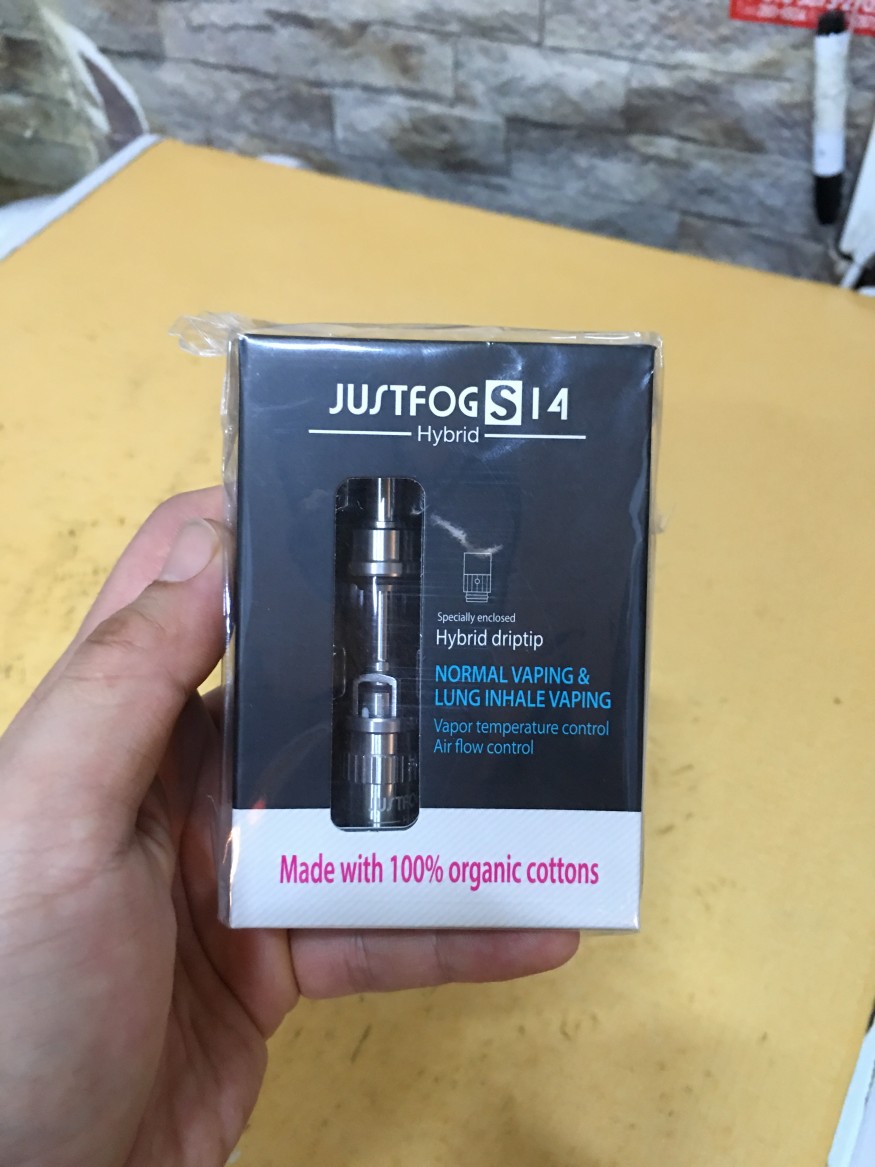 JUSTFOG S14
Hybrid
Specially enclosed
Hybrid driptip
NORMAL VAPING &
LUNG INHALE VAPING
Vapor temperature control
Air flow control
Made with 100% organic cottons